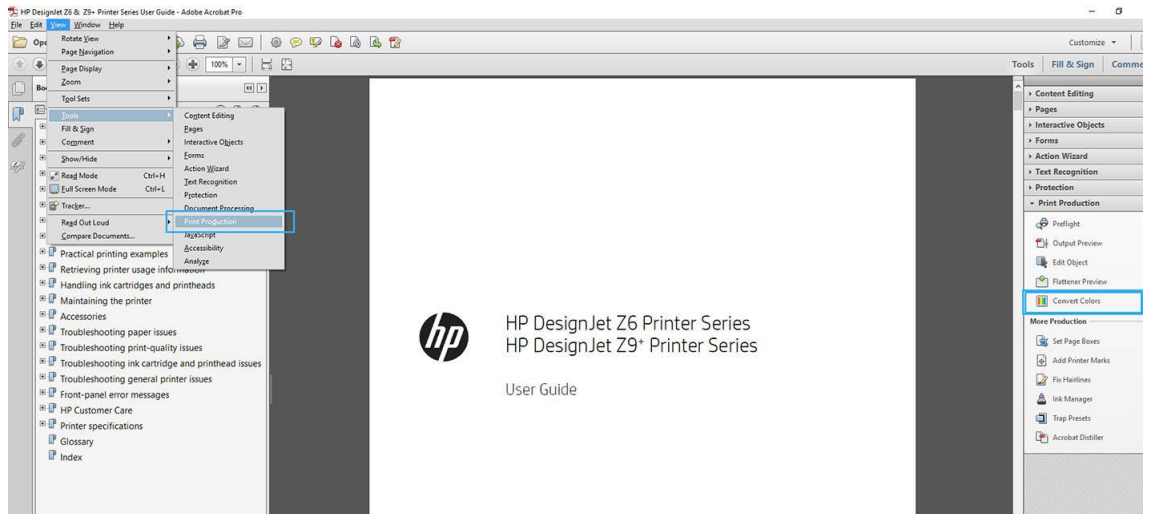 HP DesignJet Z6 & Z9+ Printer Series User Guide - Adobe Acrobat Pro
File Edit View Window Help
Customize
100%
Tools Fill & Sign Comme
Rotate View
Page Navigation
Page Display
Zoom
Tool Sets
Tools
Fill & Sign
Comment
Show/Hide
Read Mode Ctrl+H
Full Screen Mode Ctrl+L
Tracker...
Read Out Loud
Compare Documents...
Content Editing
Pages
Interactive Objects
Forms
Action Wizard
Text Recognition
Protection
Document Processing
Print Production
JavaScript
Accessibility
Analyze
Practical printing examples
Retrieving printer usage information
Handling ink cartridges and printheads
Maintaining the printer
Accessories
Troubleshooting paper issues
Troubleshooting print-quality issues
Troubleshooting ink cartridge and printhead issues
Troubleshooting general printer issues
Front-panel error messages
HP Customer Care
Printer specifications
Glossary
Index
hp
HP DesignJet Z6 Printer Series
HP DesignJet Z9+ Printer Series
User Guide
Content Editing
Pages
Interactive Objects
Forms
Action Wizard
Text Recognition
Protection
Print Production
Preflight
Output Preview
Edit Object
Flattener Preview
Convert Colors
More Production
Set Page Boxes
Add Printer Marks
Fix Hairlines
Ink Manager
Trap Presets
Acrobat Distiller